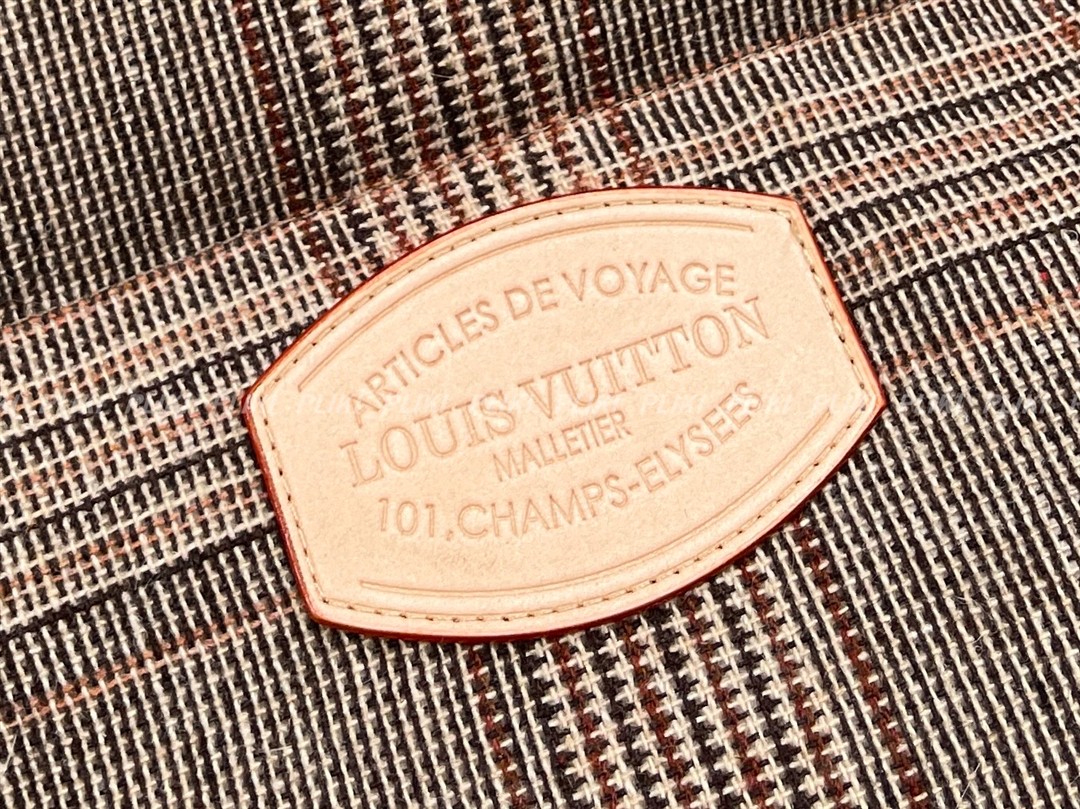 ARTICLES DE VOYAGE
LOUIS VUITTON
MALLETIER
101,CHAMPS-ELYSEES